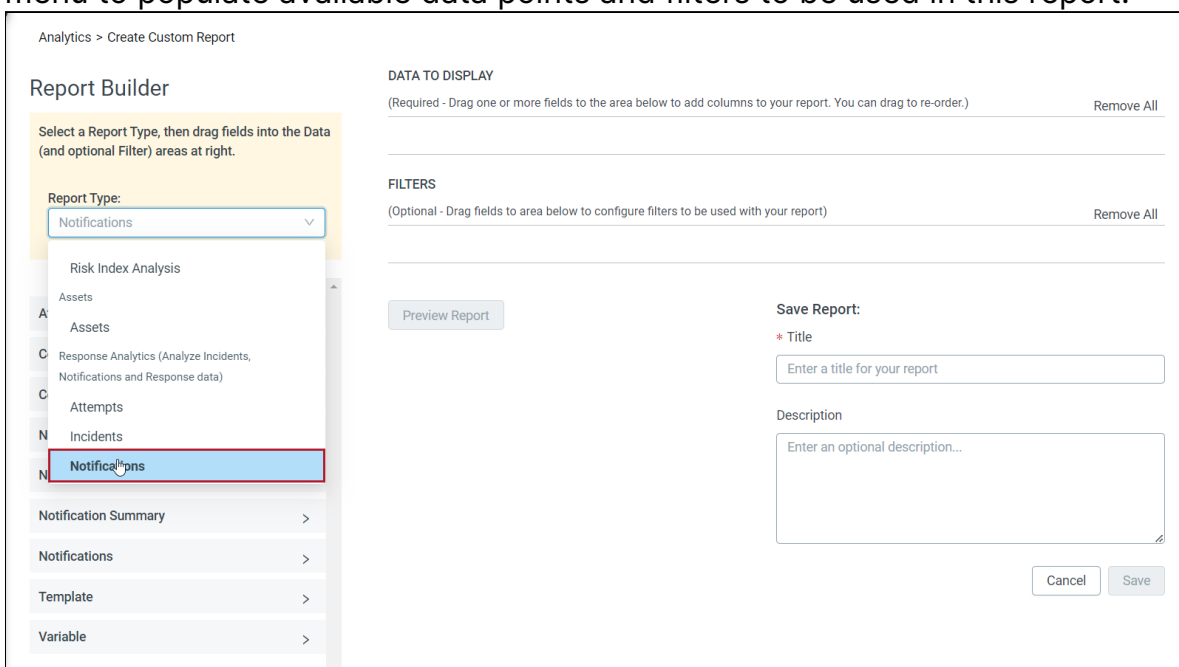 menu to populate available data points and filters to be used in this report.
Analytics > Create Custom Report
Report Builder
Select a Report Type, then drag fields into the Data
(and optional Filter) areas at right.
Report Type:
Notifications
Risk Index Analysis
Assets
Assets
Response Analytics (Analyze Incidents,
Notifications and Response data)
Attempts
Incidents
Notifications
Notification Summary
Notifications
Template
Variable
DATA TO DISPLAY
(Required - Drag one or more fields to the area below to add columns to your report. You can drag to re-order.)
Remove All
FILTERS
(Optional - Drag fields to area below to configure filters to be used with your report)
Remove All
Preview Report
Save Report:
* Title
Enter a title for your report
Description
Enter an optional description...
Cancel
Save